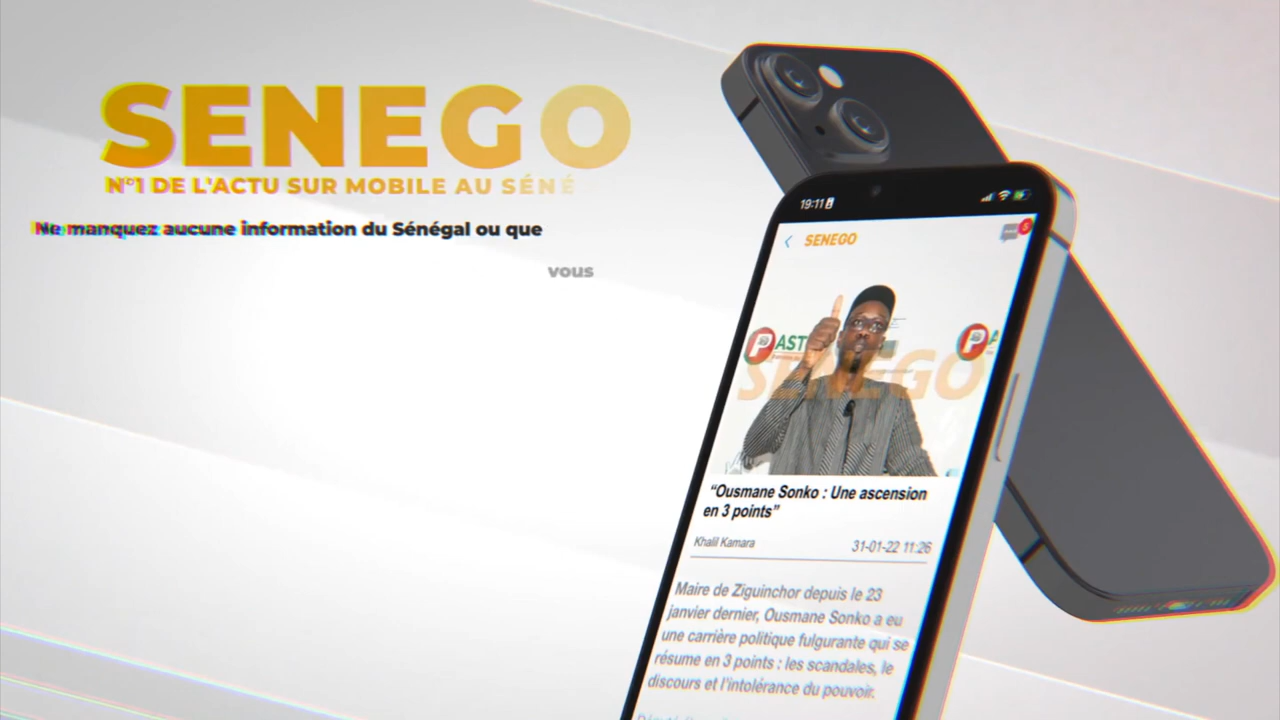 SENEGO
N°1 DE L'ACTU SUR MOBILE AU SÉNÉ
Ne manquez aucune information du Sénégal ou que
vous
19:11
SENEGO
5
PAST
P
SENEGO
“Ousmane Sonko : Une ascension
en 3 points”
Khalil Kamara 31-01-22 11:26
Maire de Ziguinchor depuis le 23
janvier dernier, Ousmane Sonko a eu
une carrière politique fulgurante qui se
résume en 3 points : les scandales, le
discours et l'intolérance du pouvoir.